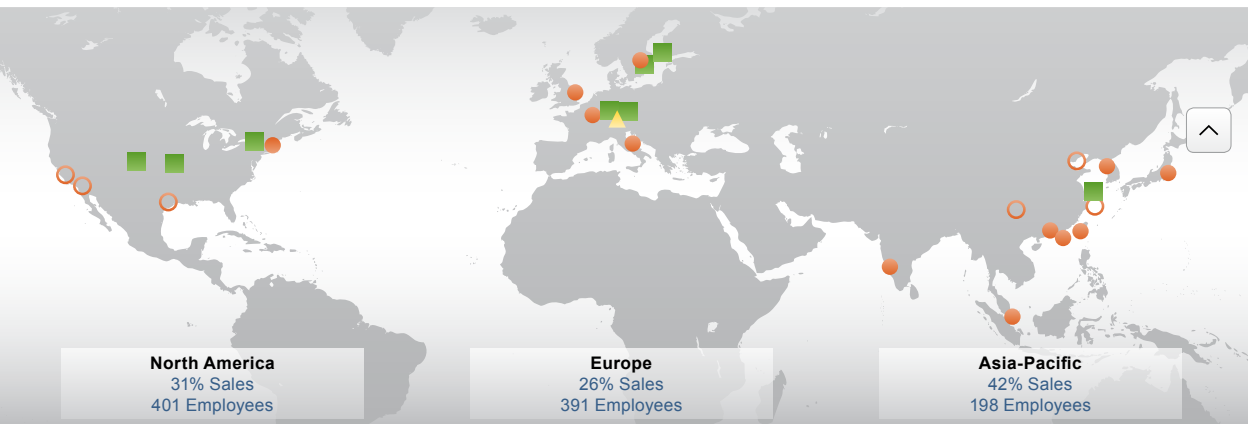 North America
31% Sales
401 Employees
Europe
26% Sales
391 Employees
Asia-Pacific
42% Sales
198 Employees